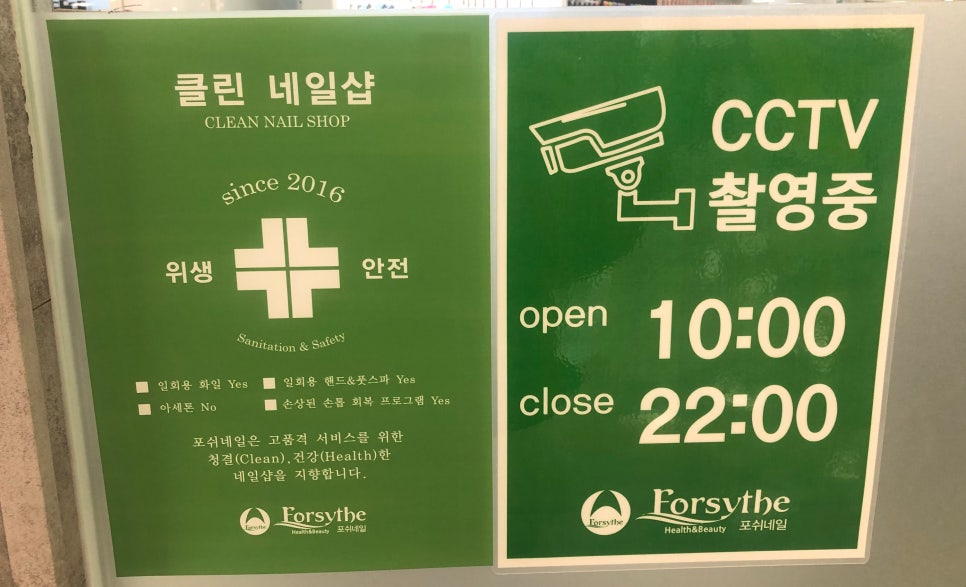 클린 네일샵
CLEAN NAIL SHOP
since 2016
위생 안전
Sanitation & Safety
일회용 화일 Yes 일회용 핸드&풋스파 Yes
아세톤 No 손상된 손톱 회복 프로그램 Yes
포쉬네일은 고품격 서비스를 위한
청결(Clean),건강(Health)한
네일샵을 지향합니다.
Forsythe Forsythe
Health&Beauty 포쉬네일
CCTV
촬영중
open 10:00
close 22:00
Forsythe Forsythe
Health&Beauty 포쉬네일